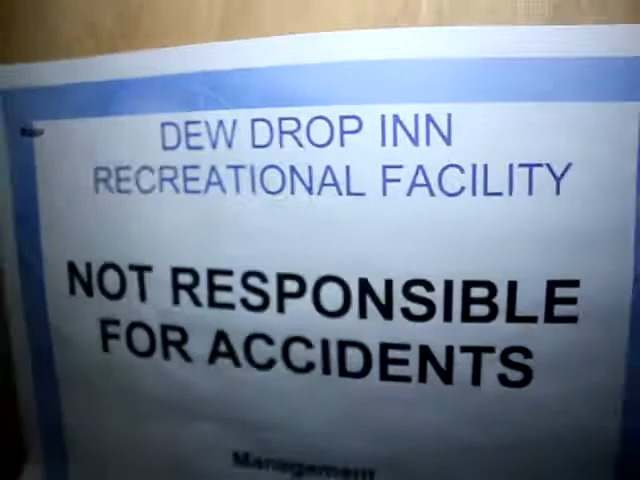 DEW DROP INN
RECREATIONAL FACILITY
NOT RESPONSIBLE
FOR ACCIDENTS
Management